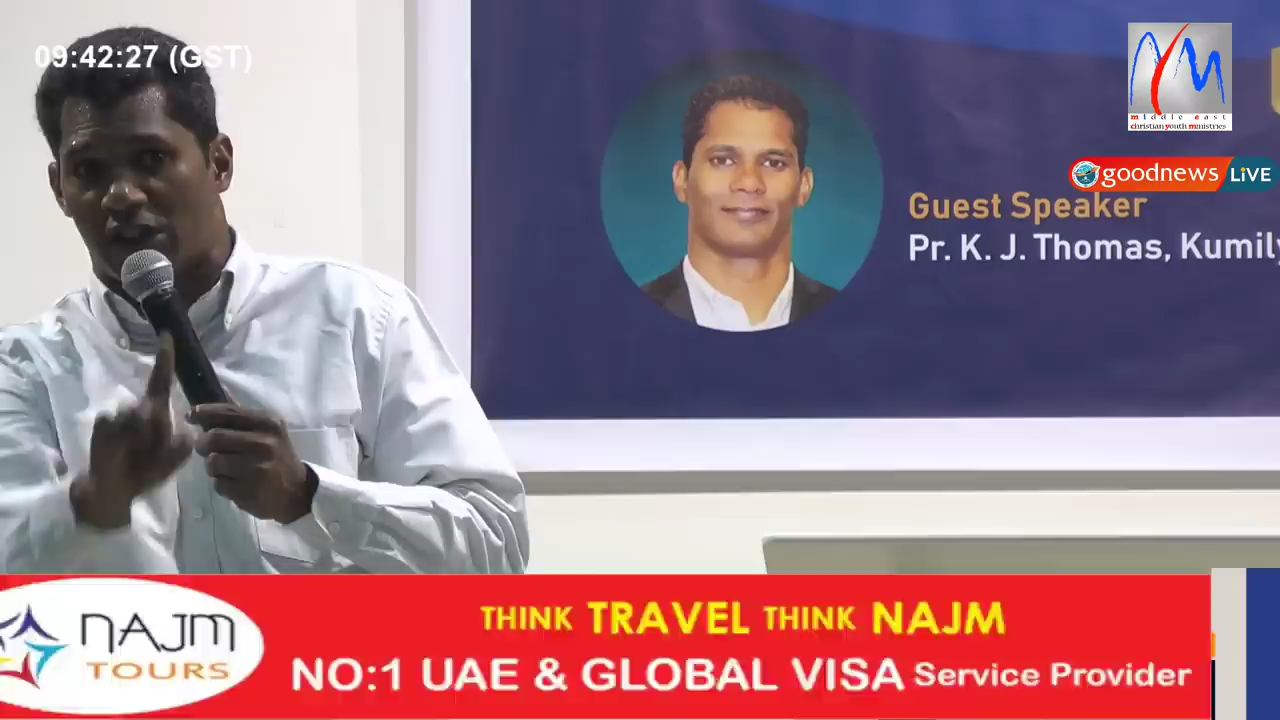 09:42:27 (GST)
middle east
christian youth ministries
goodnews LIVE
Guest Speaker
Pr. K. J. Thomas, Kumily
NAJM
TOURS
THINK TRAVEL THINK NAJM
NO:1 UAE & GLOBAL VISA Service Provider